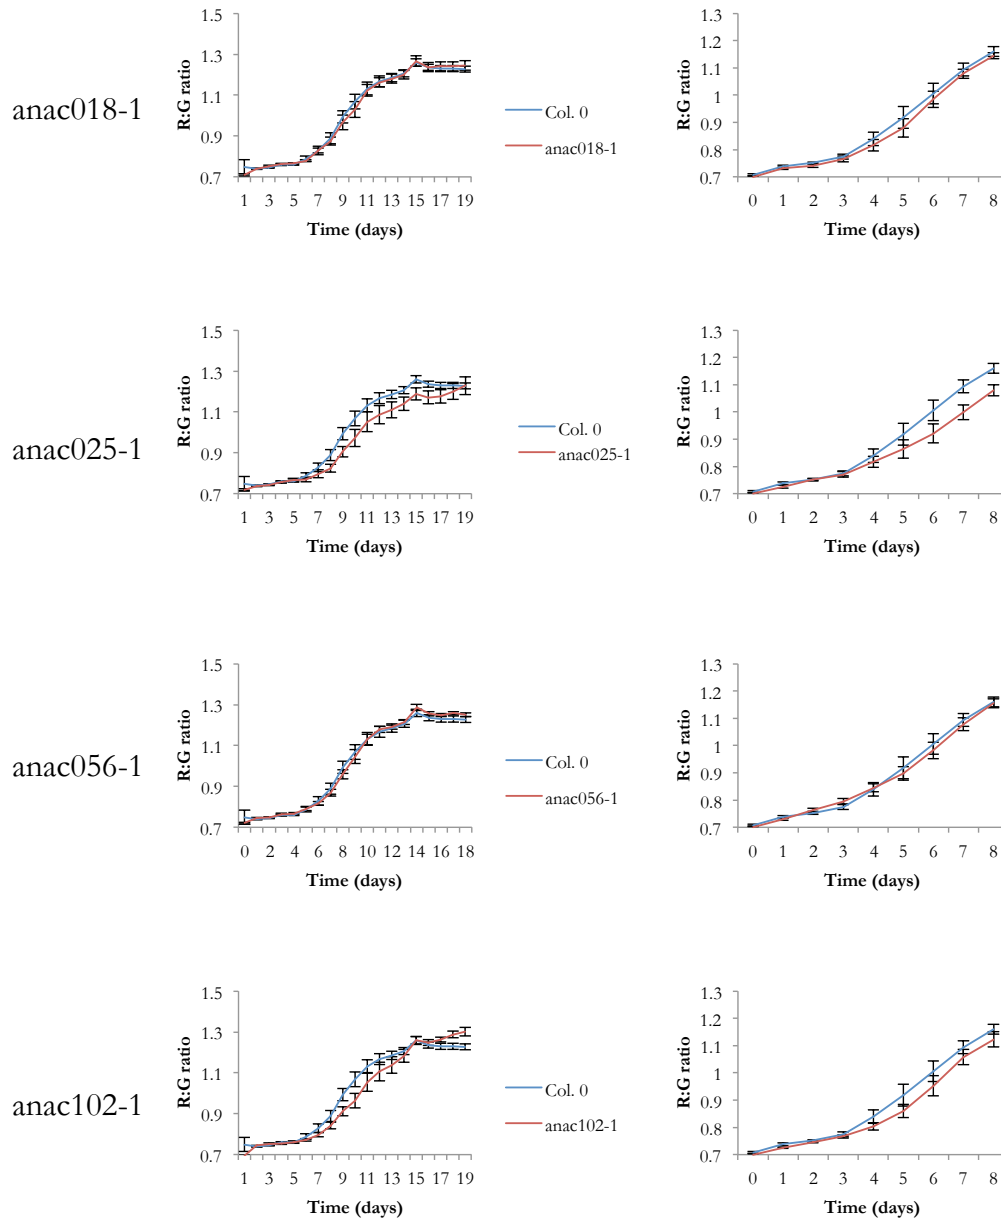 anac018-1
R:G ratio
1.5
1.3
1.1
0.9
0.7
1 3 5 7 9 11 13 15 17 19
Time (days)
Col. 0
anac018-1
R:G ratio
1.3
1.2
1.1
1
0.9
0.8
0.7
0 1 2 3 4 5 6 7 8
Time (days)
anac025-1
R:G ratio
1.5
1.3
1.1
0.9
0.7
1 3 5 7 9 11 13 15 17 19
Time (days)
Col. 0
anac025-1
R:G ratio
1.3
1.2
1.1
1
0.9
0.8
0.7
0 1 2 3 4 5 6 7 8
Time (days)
anac056-1
R:G ratio
1.5
1.3
1.1
0.9
0.7
0 2 4 6 8 10 12 14 16 18
Time (days)
Col. 0
anac056-1
R:G ratio
1.3
1.2
1.1
1
0.9
0.8
0.7
0 1 2 3 4 5 6 7 8
Time (days)
anac102-1
R:G ratio
1.5
1.3
1.1
0.9
0.7
1 3 5 7 9 11 13 15 17 19
Time (days)
Col. 0
anac102-1
R:G ratio
1.3
1.2
1.1
1
0.9
0.8
0.7
0 1 2 3 4 5 6 7 8
Time (days)